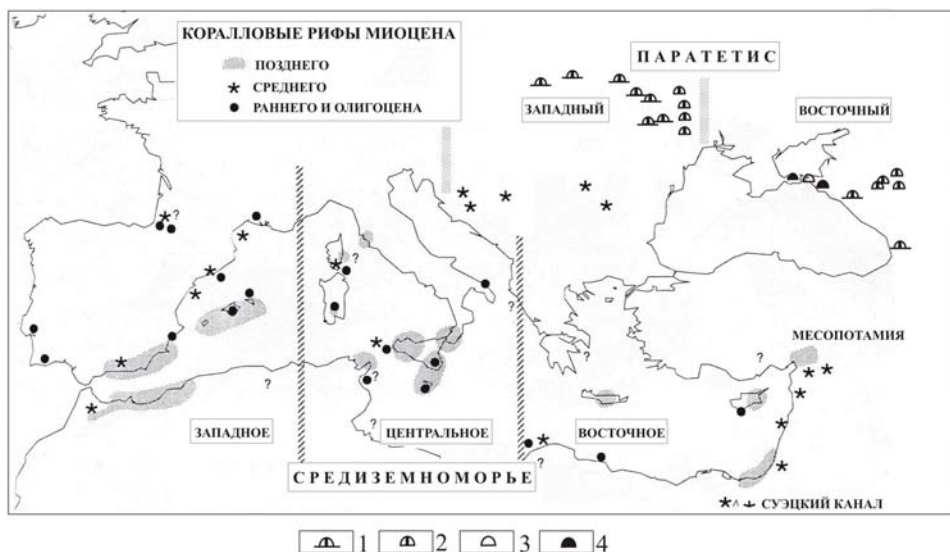 КОРАЛЛОВЫЕ РИФЫ МИОЦЕНА
ПОЗДНЕГО
СРЕДНЕГО
РАННЕГО И ОЛИГОЦЕНА
ПАРАТЕТИС
ЗАПАДНЫЙ
ВОСТОЧНЫЙ
?
?
?
?
МЕСОПОТАМИЯ
?
?
?
?
?
ЗАПАДНОЕ
ЦЕНТРАЛЬНОЕ
ВОСТОЧНОЕ
?
СРЕДИЗЕМНОМОРЬЕ
СУЭЦКИЙ КАНАЛ
1 2 3 4